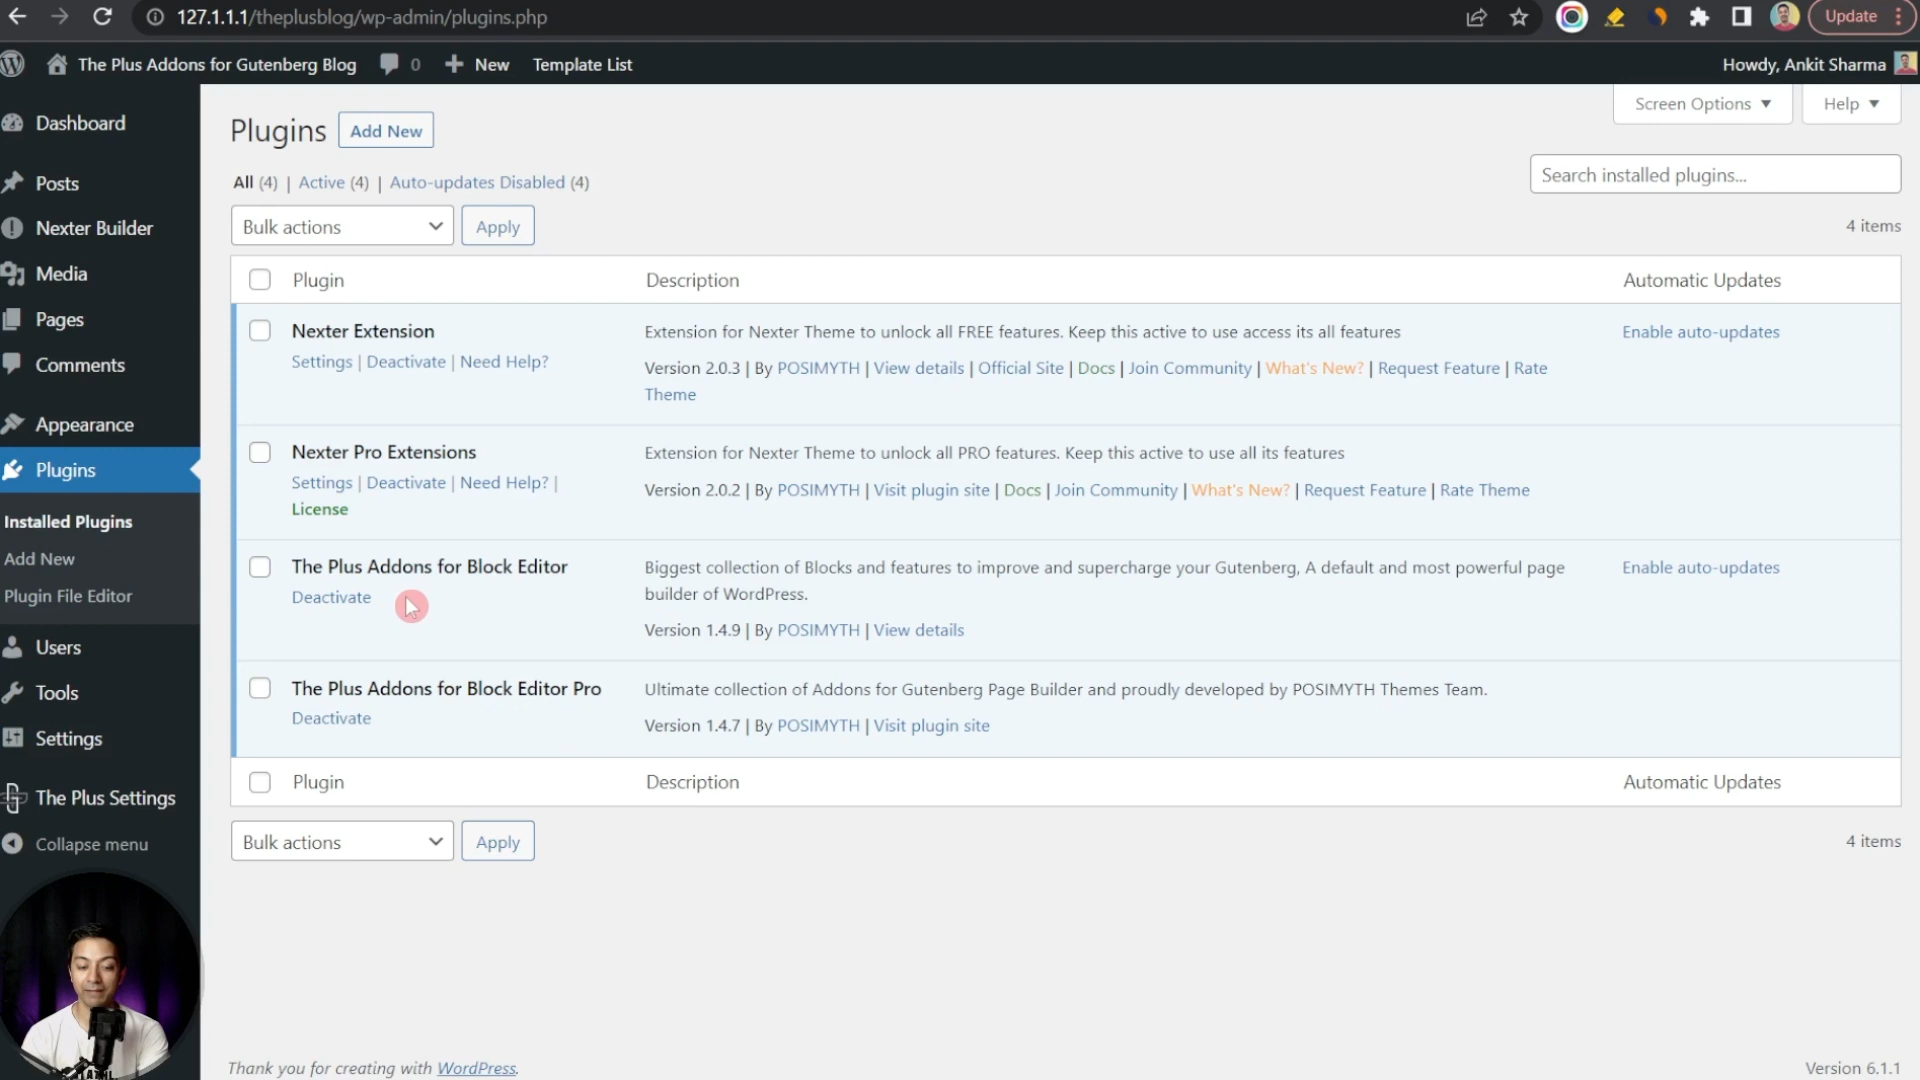 127.1.1.1/theplusblog/wp-admin/plugins.php
Update
The Plus Addons for Gutenberg Blog
0
New
Template List
Howdy, Ankit Sharma
Dashboard
Posts
Nexter Builder
Media
Pages
Comments
Appearance
Plugins
Installed Plugins
Add New
Plugin File Editor
Users
Tools
Settings
The Plus Settings
Collapse menu
Screen Options
Help
Plugins
Add New
All (4) | Active (4) | Auto-updates Disabled (4)
Search installed plugins...
Bulk actions
Apply
4 items
Plugin
Description
Automatic Updates
Nexter Extension
Settings | Deactivate | Need Help?
Extension for Nexter Theme to unlock all FREE features. Keep this active to use access its all features
Version 2.0.3 | By POSIMYTH | View details | Official Site | Docs | Join Community | What's New? | Request Feature | Rate
Theme
Enable auto-updates
Nexter Pro Extensions
Settings | Deactivate | Need Help? |
License
Extension for Nexter Theme to unlock all PRO features. Keep this active to use all its features
Version 2.0.2 | By POSIMYTH | Visit plugin site | Docs | Join Community | What's New? | Request Feature | Rate Theme
The Plus Addons for Block Editor
Deactivate
Biggest collection of Blocks and features to improve and supercharge your Gutenberg, A default and most powerful page
builder of WordPress.
Version 1.4.9 | By POSIMYTH | View details
Enable auto-updates
The Plus Addons for Block Editor Pro
Deactivate
Ultimate collection of Addons for Gutenberg Page Builder and proudly developed by POSIMYTH Themes Team.
Version 1.4.7 | By POSIMYTH | Visit plugin site
Plugin
Description
Automatic Updates
Bulk actions
Apply
4 items
Thank you for creating with WordPress.
Version 6.1.1